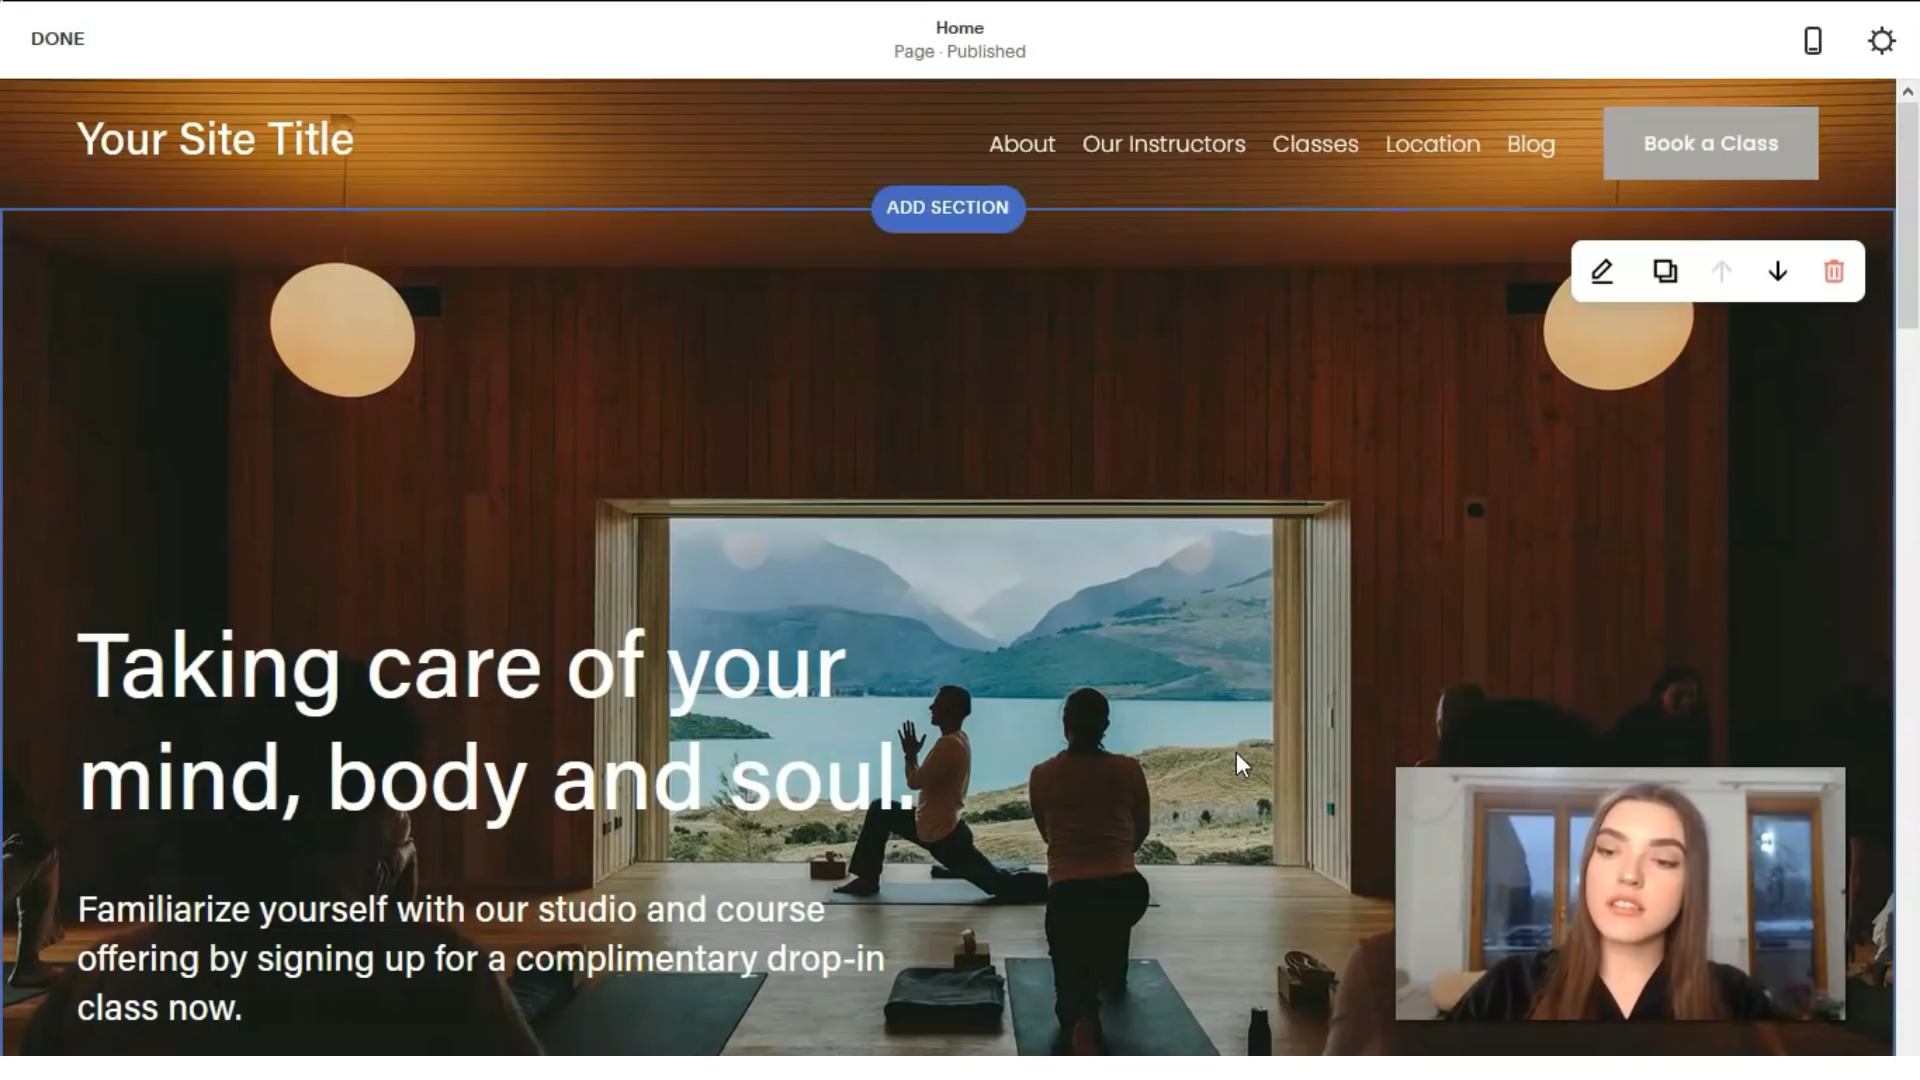 DONE
Home
Page · Published
Your Site Title
About Our Instructors Classes Location Blog Book a Class
ADD SECTION
Taking care of your
mind, body and soul.
Familiarize yourself with our studio and course
offering by signing up for a complimentary drop-in
class now.